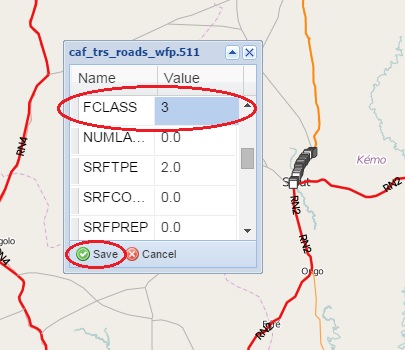 caf_trs_roads_wfp.511
Name Value
FCLASS 3
NUMLA... 0.0
SRFTPE 2.0
SRFCO... 0.0
SRFPREP 0.0
Save Cancel
RN4
RN4
golo
Kémo
RN2
RN2
RN2
Ongo
RN2